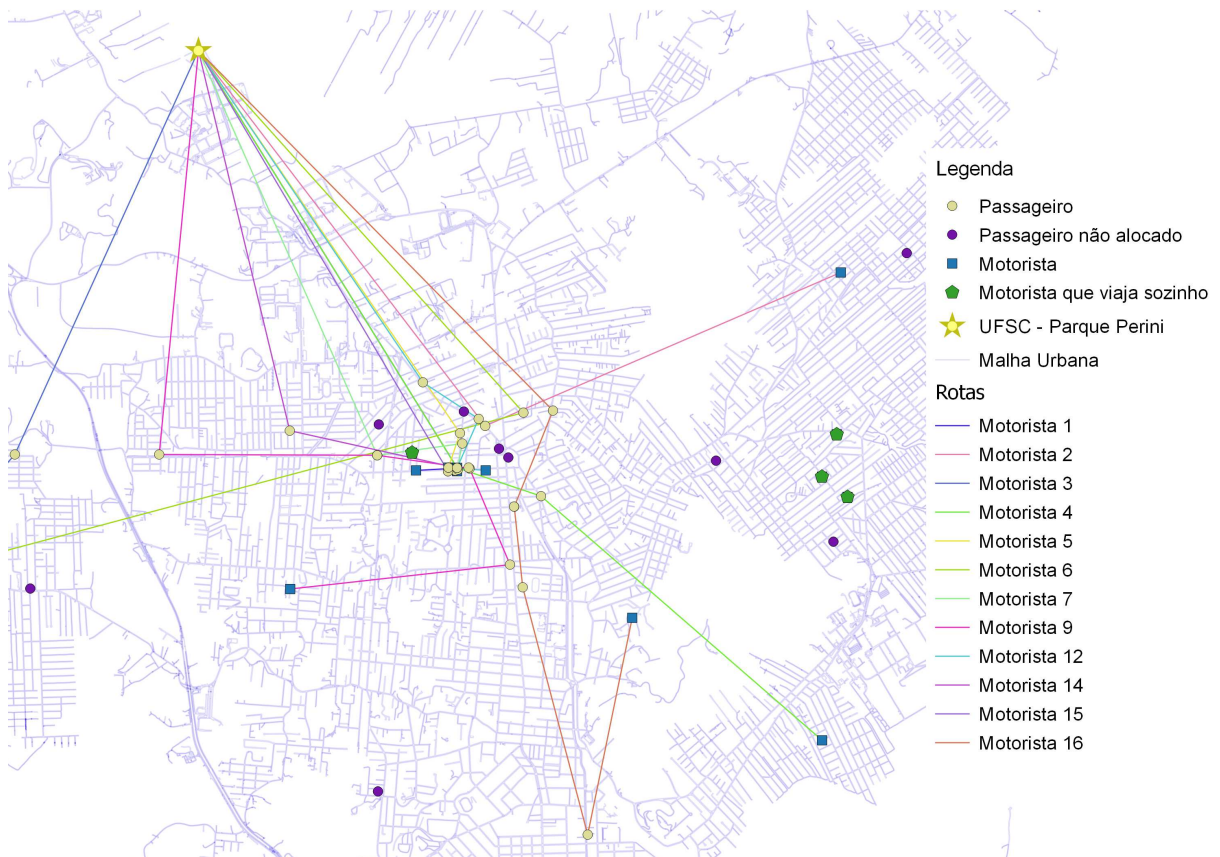 Legenda
Passageiro
Passageiro não alocado
Motorista
Motorista que viaja sozinho
UFSC - Parque Perini
Malha Urbana
Rotas
Motorista 1
Motorista 2
Motorista 3
Motorista 4
Motorista 5
Motorista 6
Motorista 7
Motorista 9
Motorista 12
Motorista 14
Motorista 15
Motorista 16